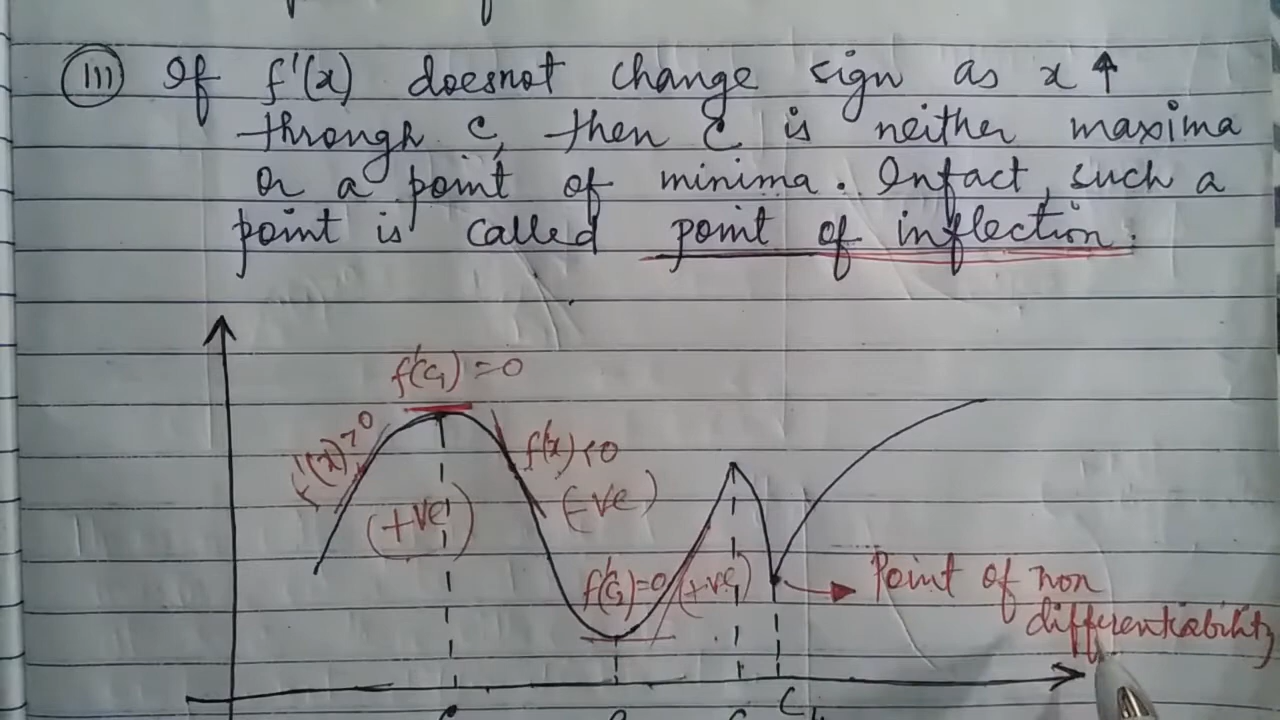 (III) If f'(x) doesnot change sign as x ↑
through c, then c is neither maxima
or a point of minima. Infact, such a
point is called point of inflection.
f'(c₁) = 0
f'(x) > 0
f'(x) < 0
(+ve)
(-ve)
f'(c₂) = 0 (+ve)
Point of non
differentiability